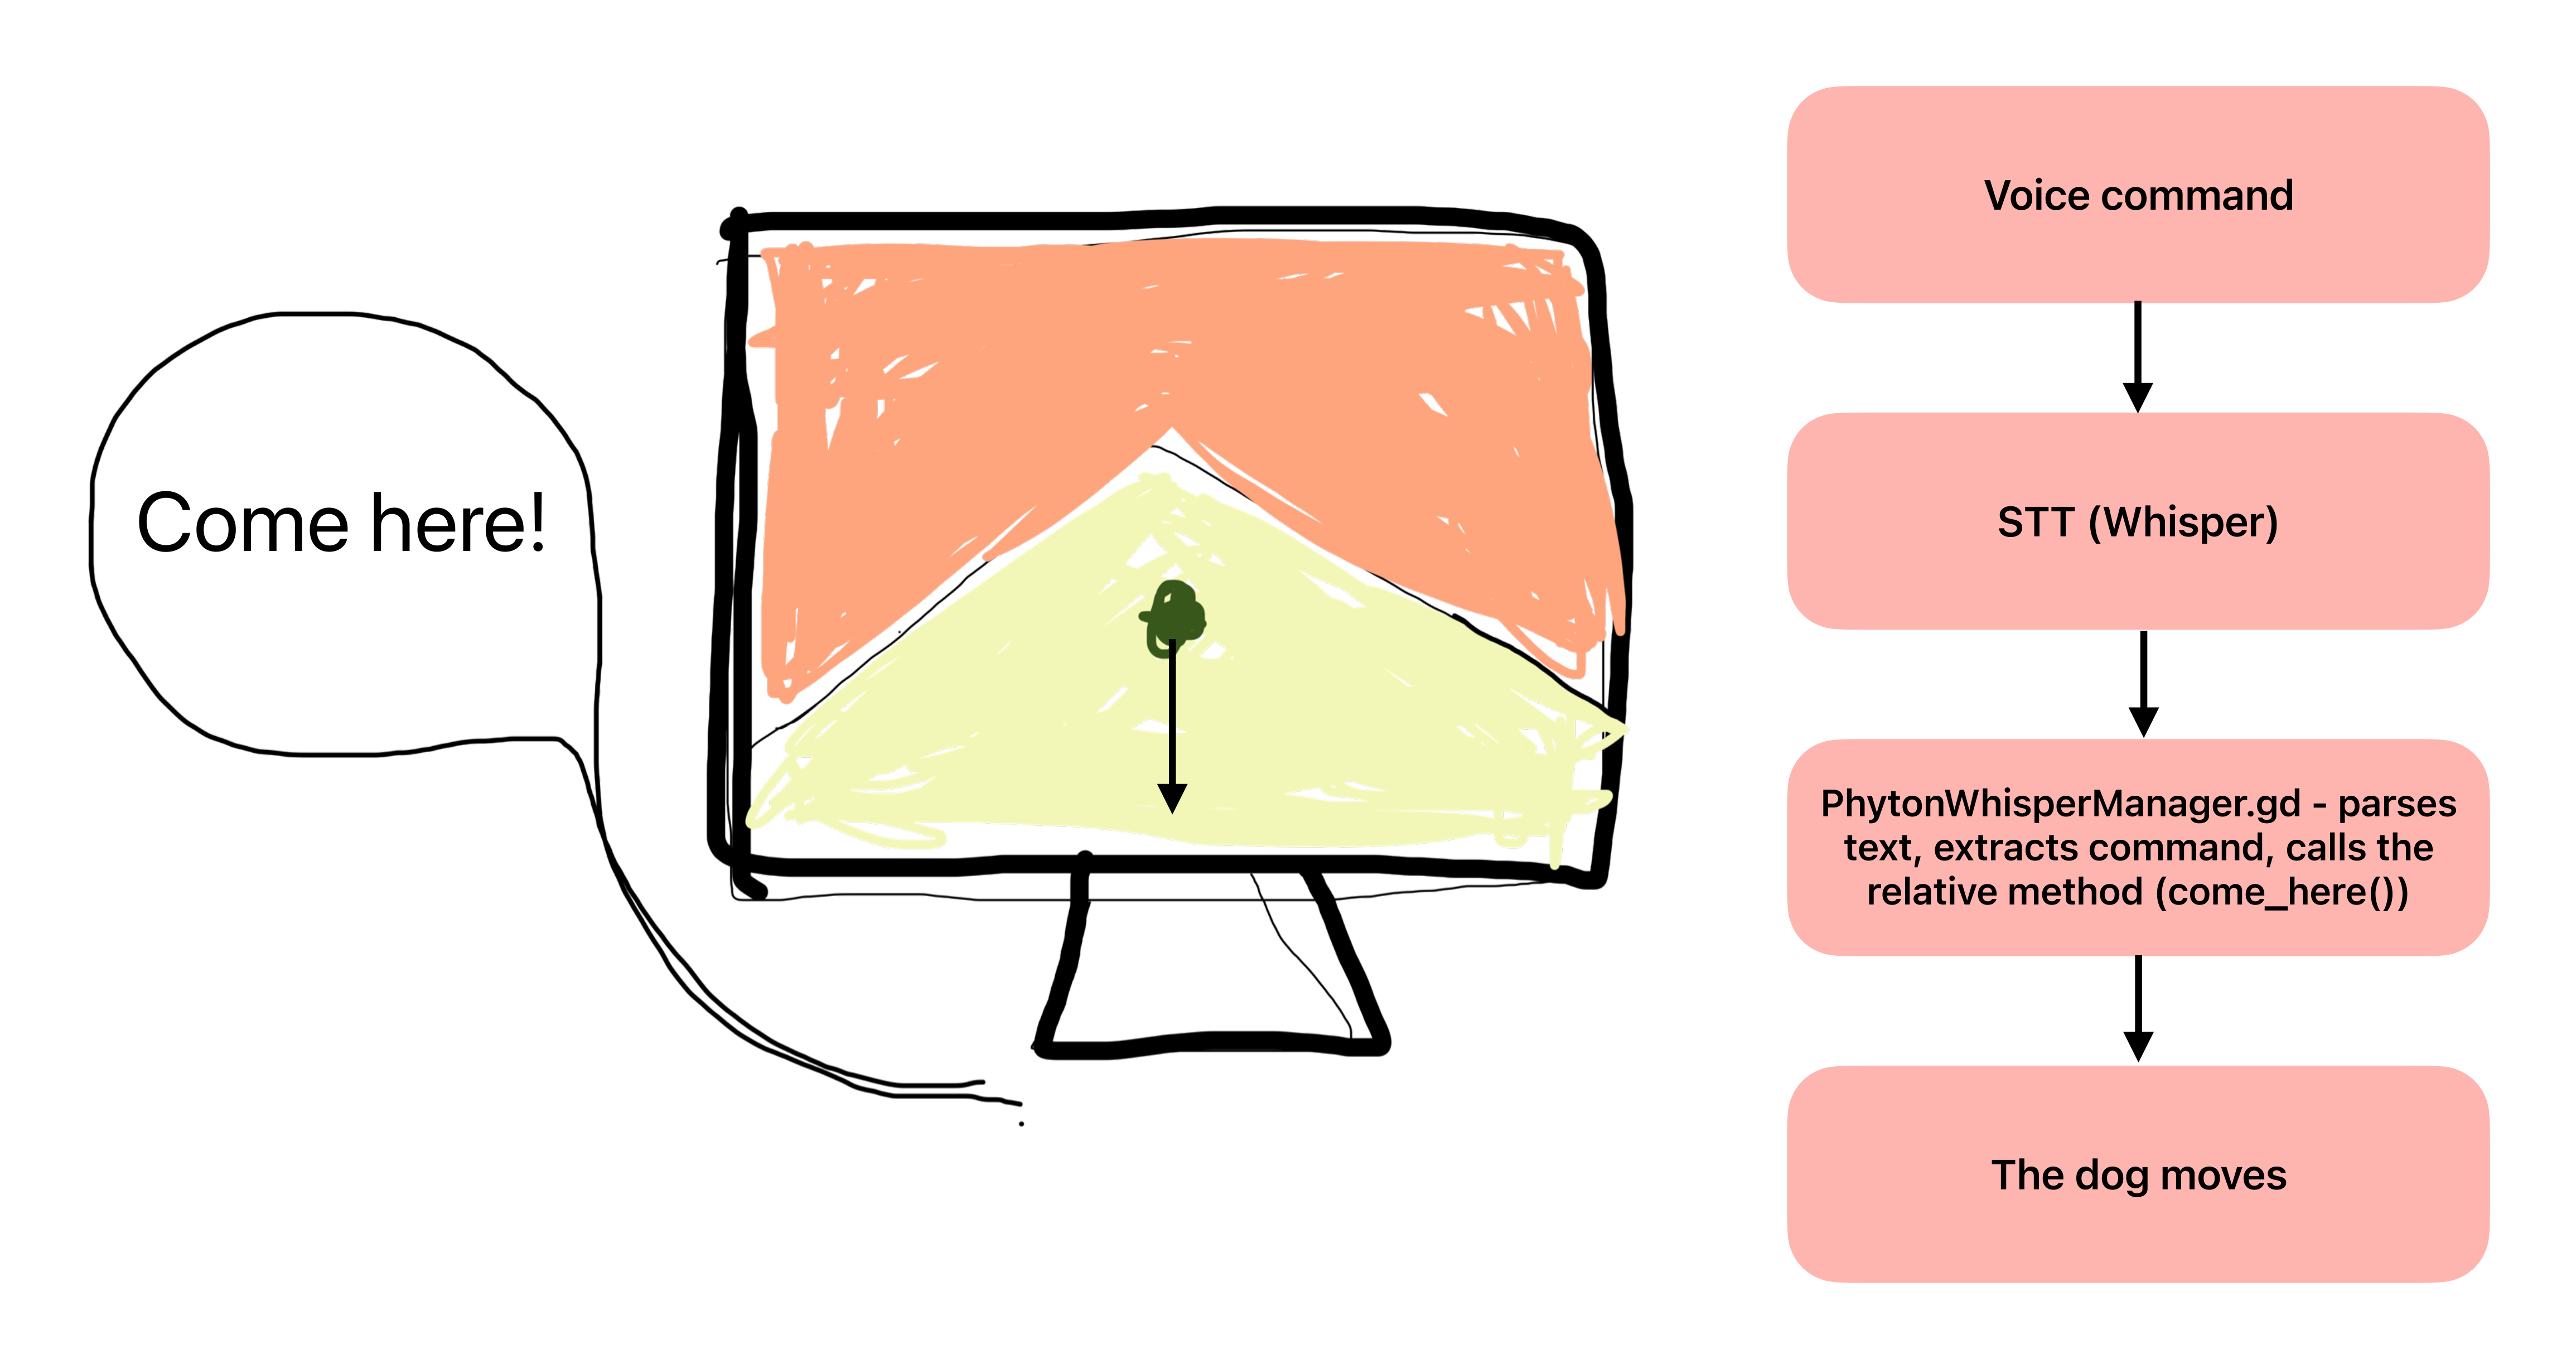 Come here!
Voice command
STT (Whisper)
PhytonWhisperManager.gd - parses
text, extracts command, calls the
relative method (come_here())
The dog moves